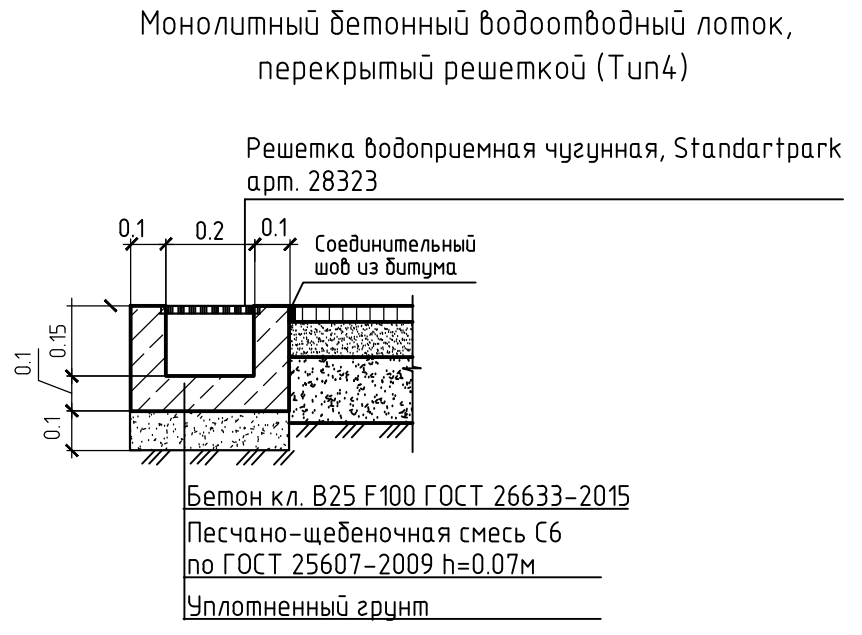 Монолитный бетонный водоотводный лоток,
перекрытый решеткой (Тип4)
Решетка водоприемная чугунная, Standartpark
арт. 28323
0.1
0.2
0.1
Соединительный
шов из битума
0.15
0.1
0.1
Бетон кл. В25 F100 ГОСТ 26633-2015
Песчано-щебеночная смесь С6
по ГОСТ 25607-2009 h=0.07м
Уплотненный грунт